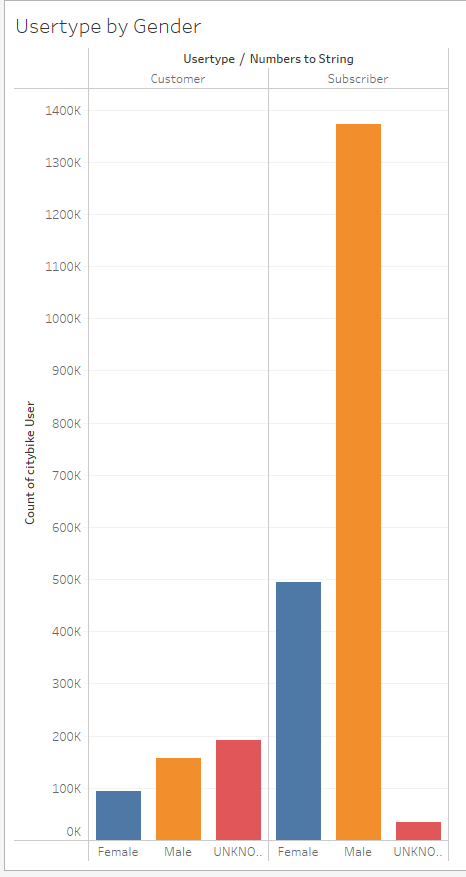 Usertype by Gender
Usertype / Numbers to String
Customer Subscriber
1400K
1300K
1200K
1100K
1000K
900K
800K
700K
600K
500K
400K
300K
200K
100K
0K
Count of citybike User
Female Male UNKNO.. Female Male UNKNO..